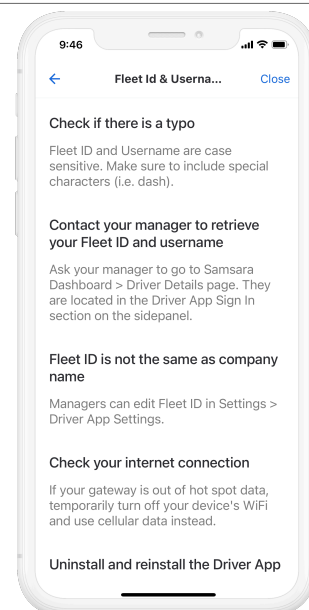 9:46
Fleet Id & Userna...
Close
Check if there is a typo
Fleet ID and Username are case
sensitive. Make sure to include special
characters (i.e. dash).
Contact your manager to retrieve
your Fleet ID and username
Ask your manager to go to Samsara
Dashboard > Driver Details page. They
are located in the Driver App Sign In
section on the sidepanel.
Fleet ID is not the same as company
name
Managers can edit Fleet ID in Settings >
Driver App Settings.
Check your internet connection
If your gateway is out of hot spot data,
temporarily turn off your device's WiFi
and use cellular data instead.
Uninstall and reinstall the Driver App